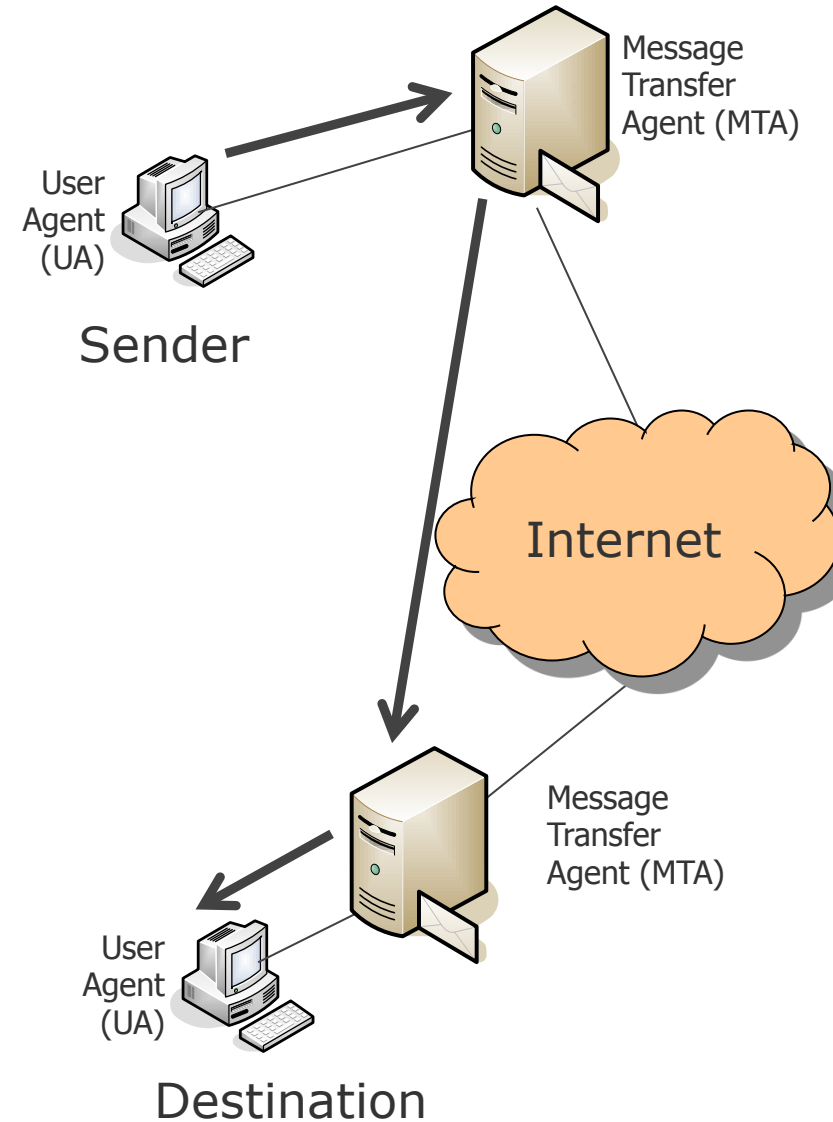 Message
Transfer
Agent (MTA)
User
Agent
(UA)
Sender
Internet
Message
Transfer
Agent (MTA)
User
Agent
(UA)
Destination